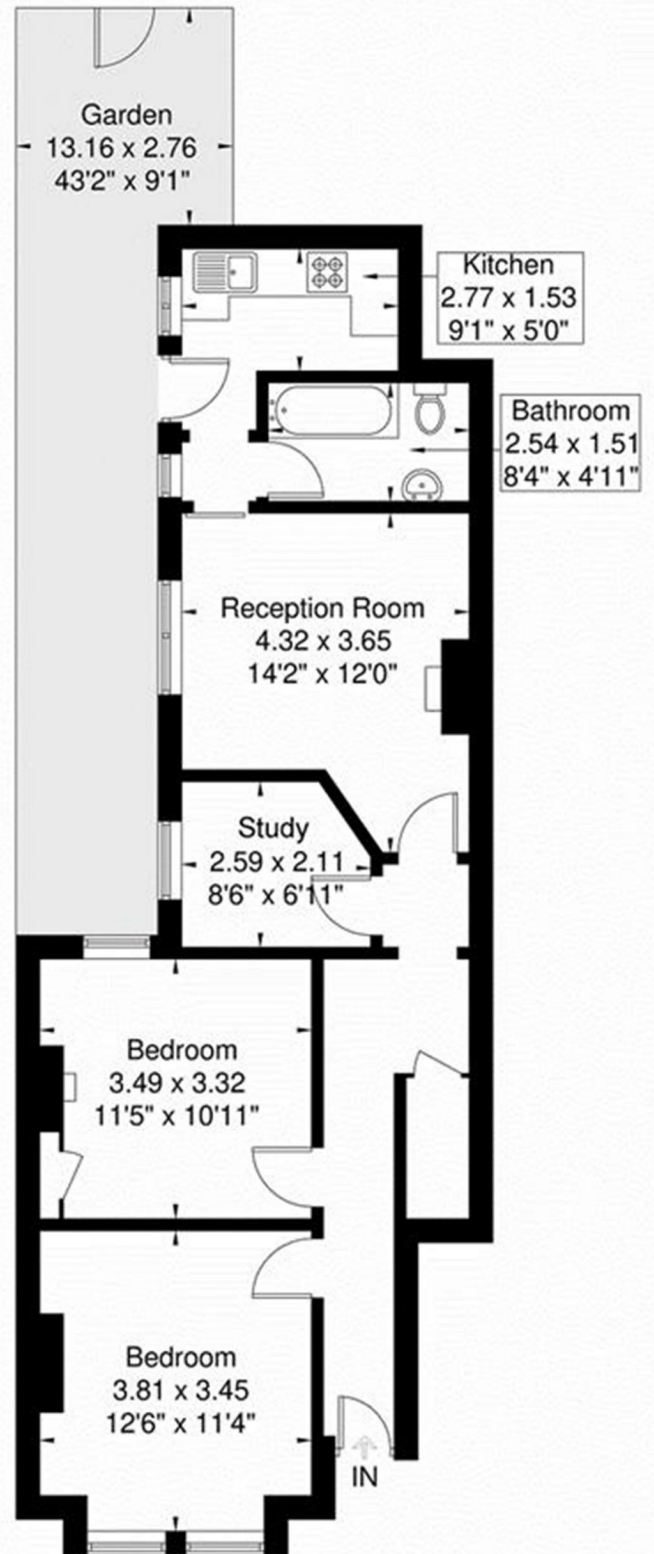 Garden
13.16 x 2.76
43'2" x 9'1"
Kitchen
2.77 x 1.53
9'1" x 5'0"
Bathroom
2.54 x 1.51
8'4" x 4'11"
Reception Room
4.32 x 3.65
14'2" x 12'0"
Study
2.59 x 2.11
8'6" x 6'11"
Bedroom
3.49 x 3.32
11'5" x 10'11"
Bedroom
3.81 x 3.45
12'6" x 11'4"
IN